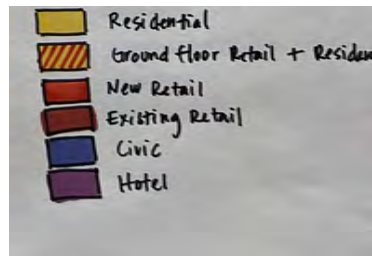 Residential
Ground floor Retail + Residen
New Retail
Existing Retail
Civic
Hotel